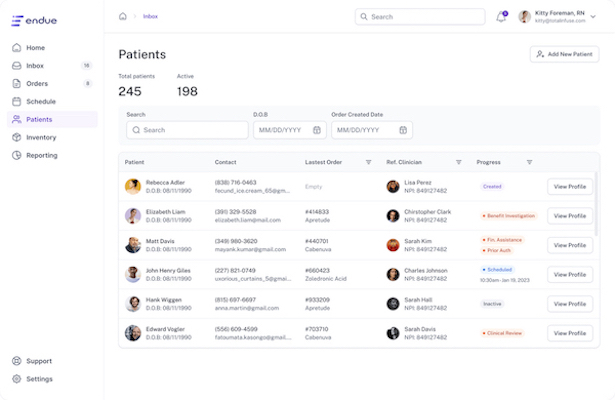 endue
Inbox
Search
5
Kitty Foreman, RN
kitty@totalinfuse.com
Home
Inbox
16
Orders
8
Schedule
Patients
Inventory
Reporting
Support
Settings
Patients
Add New Patient
Total patients
Active
245
198
Search
D.O.B
Order Created Date
Search
MM/DD/YYYY
MM/DD/YYYY
Patient
Contact
Lastest Order
Ref. Clinician
Progress
Rebecca Adler
D.O.B: 08/11/1990
(838) 716-0463
fecund_ice.cream_65@gm...
Empty
Lisa Perez
NPI: 849127482
Created
View Profile
Elizabeth Liam
D.O.B: 08/11/1990
(391) 329-5528
elizabeth.liam@mail.com
#414833
Apretude
Chirstopher Clark
NPI: 849127482
Benefit Investigation
View Profile
Matt Davis
D.O.B: 08/11/1990
(349) 960-3620
mayank.kumar@gmail.com
#440701
Cabenuva
Sarah Kim
NPI: 849127482
Fin. Assistance
Prior Auth
View Profile
John Henry Giles
D.O.B: 08/11/1990
(227) 821-0749
uxorious_curtains_5@gmai...
#660423
Zoledronic Acid
Charles Johnson
NPI: 849127482
Scheduled
10:30am- Jan 19, 2023
View Profile
Hank Wiggen
D.O.B: 08/11/1990
(815) 697-6697
anna.martin@gmail.com
#933209
Apretude
Sarah Hall
NPI: 849127482
Inactive
View Profile
Edward Vogler
D.O.B: 08/11/1990
(556) 609-4599
fatoumata.kasongo@gmail....
#703710
Cabenuva
Sarah Davis
NPI: 849127482
Clinical Review
View Profile